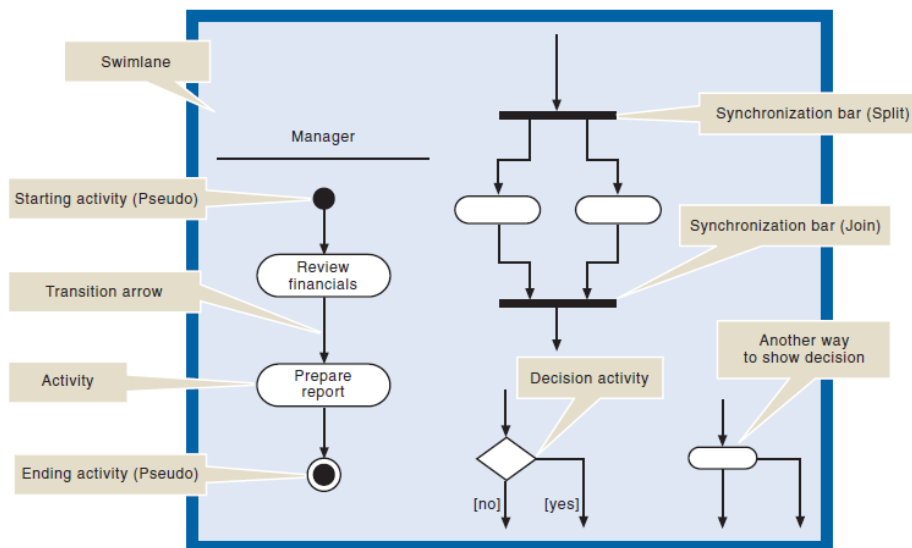 Swimlane
Manager
Starting activity (Pseudo)
Review
financials
Transition arrow
Activity
Prepare
report
Ending activity (Pseudo)
Synchronization bar (Split)
Synchronization bar (Join)
Decision activity
[no]
[yes]
Another way
to show decision